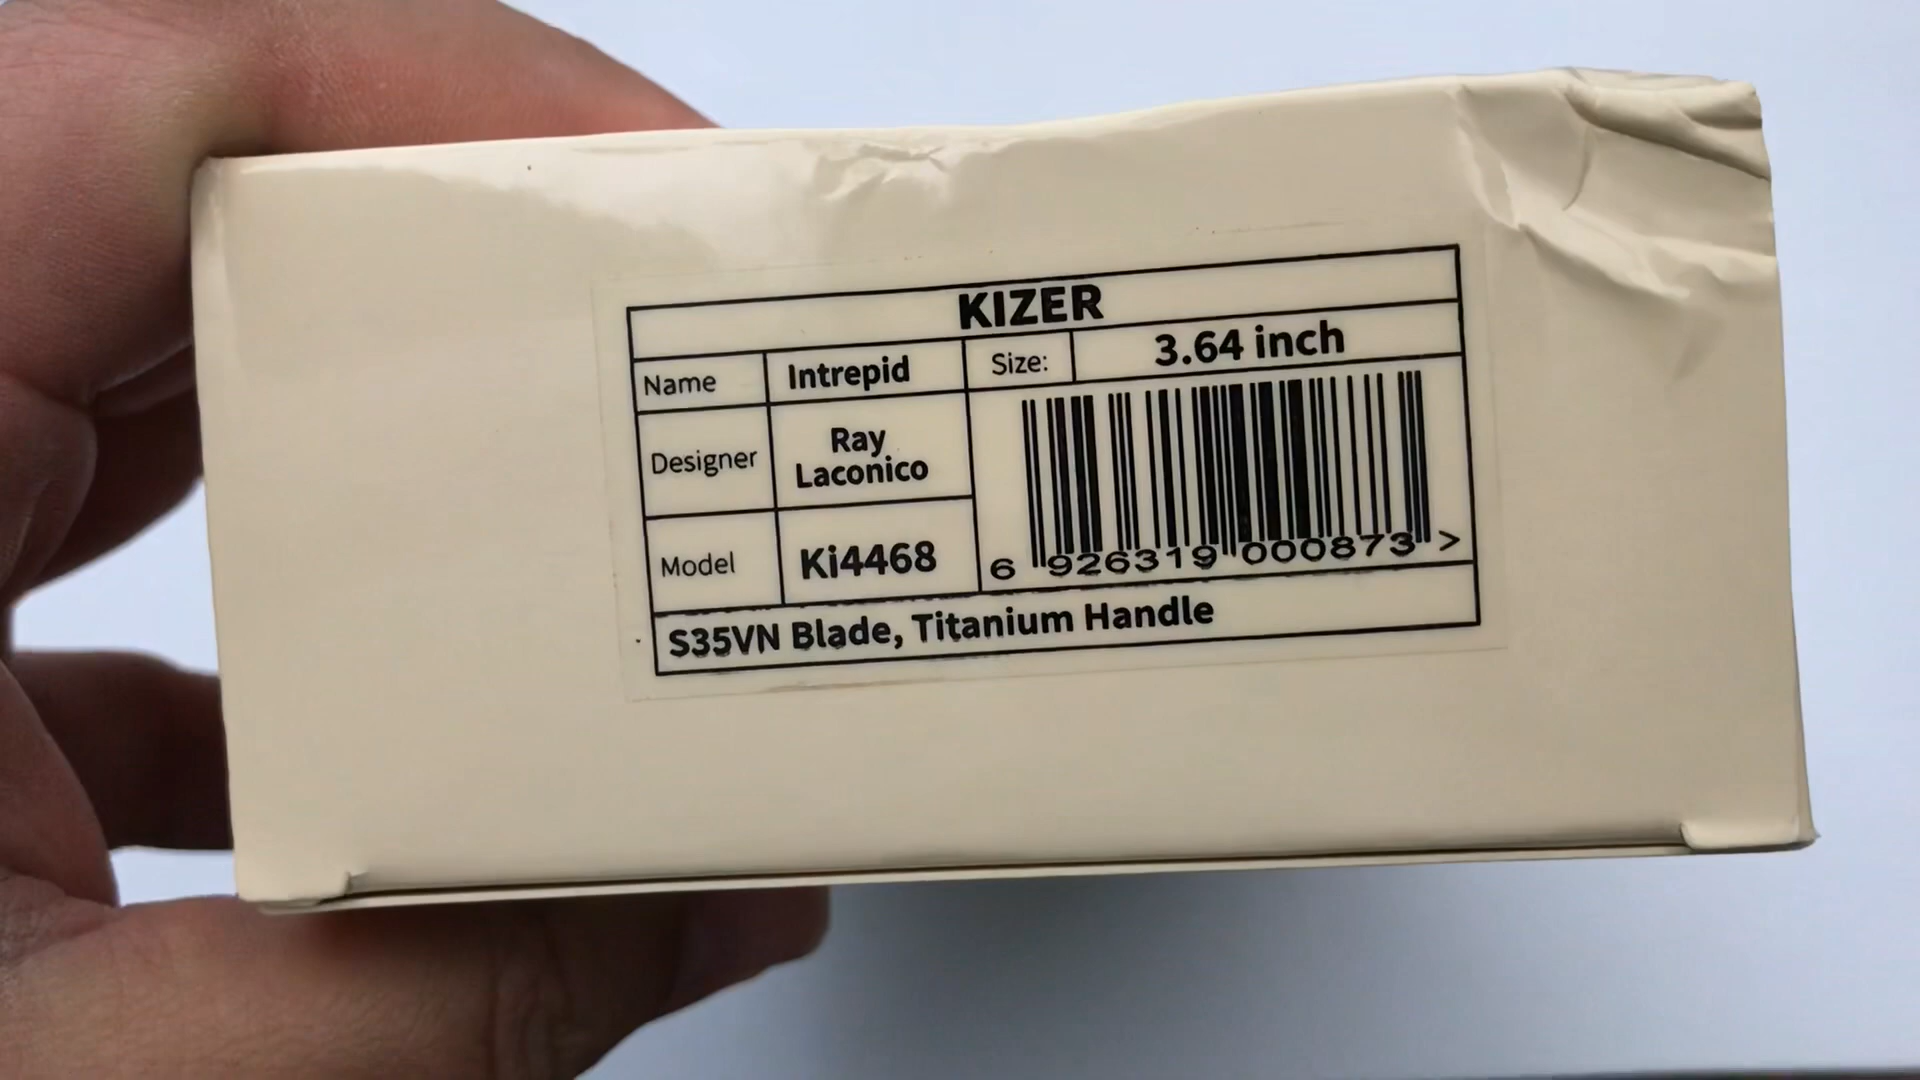 KIZER
Name Intrepid Size: 3.64 inch
Designer Ray Laconico
Model Ki4468
6 926319 000873 >
S35VN Blade, Titanium Handle